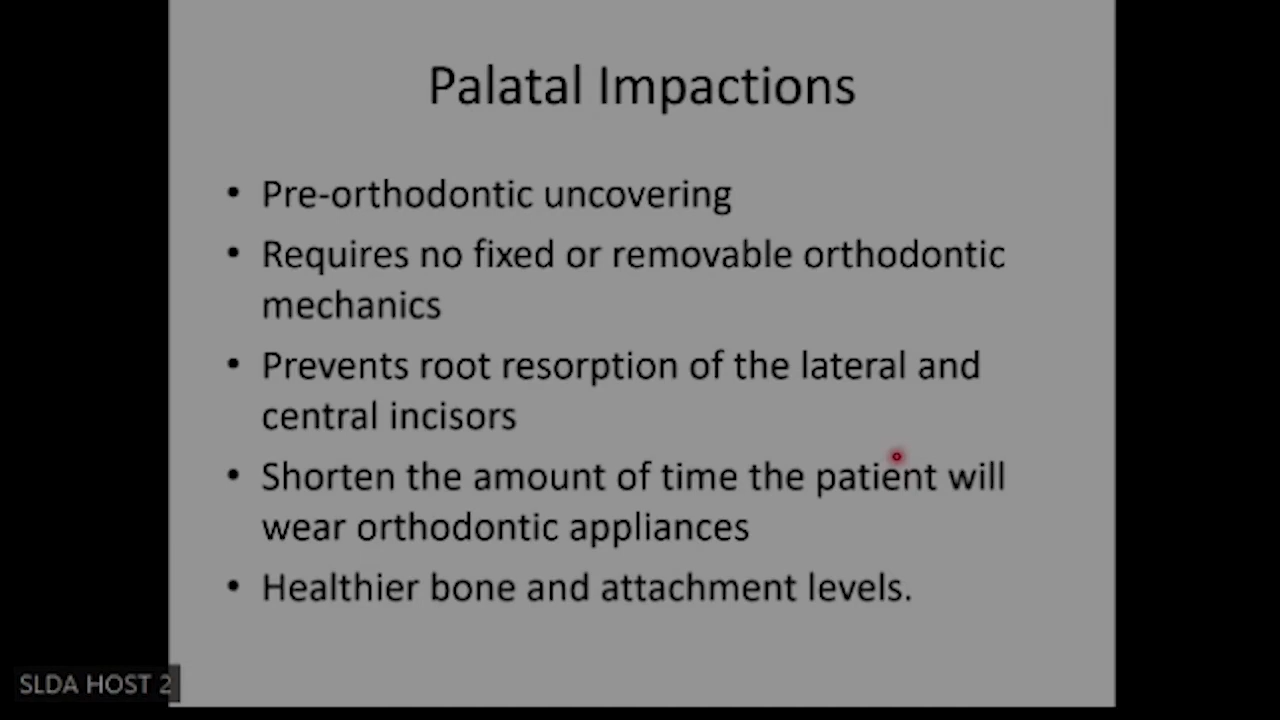 Palatal Impactions
• Pre-orthodontic uncovering
• Requires no fixed or removable orthodontic
mechanics
• Prevents root resorption of the lateral and
central incisors
• Shorten the amount of time the patient will
wear orthodontic appliances
• Healthier bone and attachment levels.
SLDA HOST 2